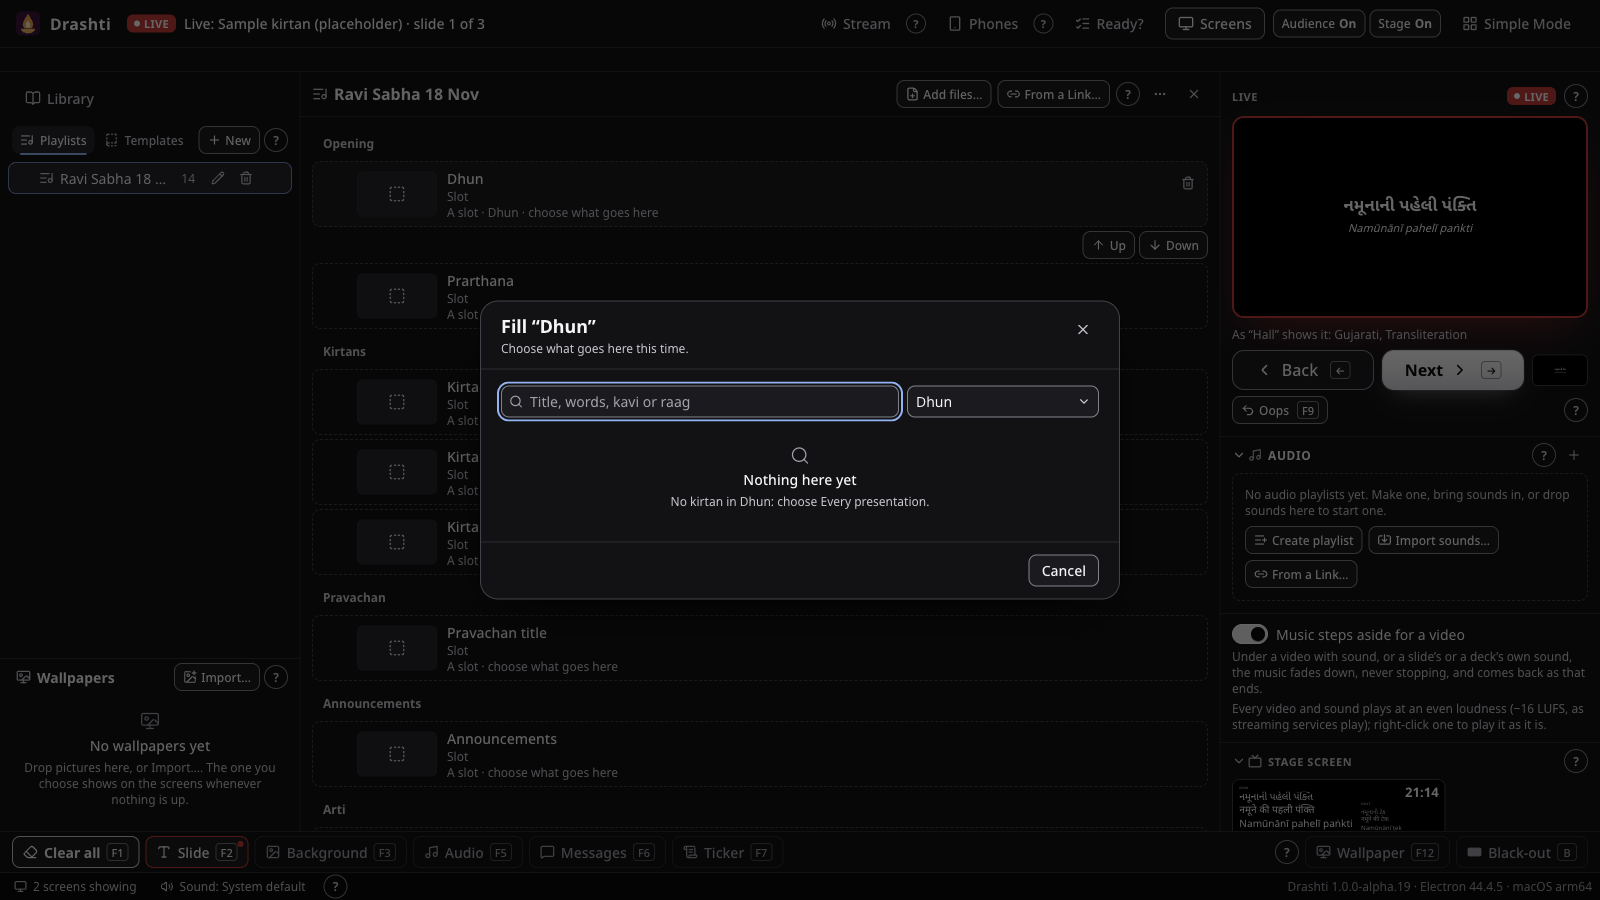 Drashti
LIVE
Live: Sample kirtan (placeholder) · slide 1 of 3
Stream
?
Phones
?
Ready?
Screens
Audience On
Stage On
Simple Mode
Library
Playlists
Templates
New
?
Ravi Sabha 18 ...
14
Wallpapers
Import...
?
No wallpapers yet
Drop pictures here, or Import.... The one you
choose shows on the screens whenever
nothing is up.
Ravi Sabha 18 Nov
Add files...
From a Link...
?
Opening
Dhun
Slot
A slot · Dhun · choose what goes here
Up
Down
Prarthana
Slot
A slot
Kirtans
Kirta
Slot
A slot
Kirta
Slot
A slot
Kirta
Slot
A slot
Pravachan
Pravachan title
Slot
A slot · choose what goes here
Announcements
Announcements
Slot
A slot · choose what goes here
Arti
Fill “Dhun”
Choose what goes here this time.
Title, words, kavi or raag
Dhun
Nothing here yet
No kirtan in Dhun: choose Every presentation.
Cancel
LIVE
LIVE
?
નમૂનાની પહેલી પંક્તિ
Namūnānī pahelī paṅkti
As “Hall” shows it: Gujarati, Transliteration
Back
Next
Oops F9
?
AUDIO
?
No audio playlists yet. Make one, bring sounds in, or drop
sounds here to start one.
Create playlist
Import sounds...
From a Link...
Music steps aside for a video
Under a video with sound, or a slide’s or a deck’s own sound,
the music fades down, never stopping, and comes back as that
ends.
Every video and sound plays at an even loudness (−16 LUFS, as
streaming services play); right-click one to play it as it is.
STAGE SCREEN
?
21:14
નમૂનાની પહેલી પંક્તિ
नमूने की पहली पंक्ति
Namūnānī pahelī paṅkti
Clear all F1
Slide F2
Background F3
Audio F5
Messages F6
Ticker F7
?
Wallpaper F12
Black-out B
2 screens showing
Sound: System default
?
Drashti 1.0.0-alpha.19 · Electron 44.4.5 · macOS arm64